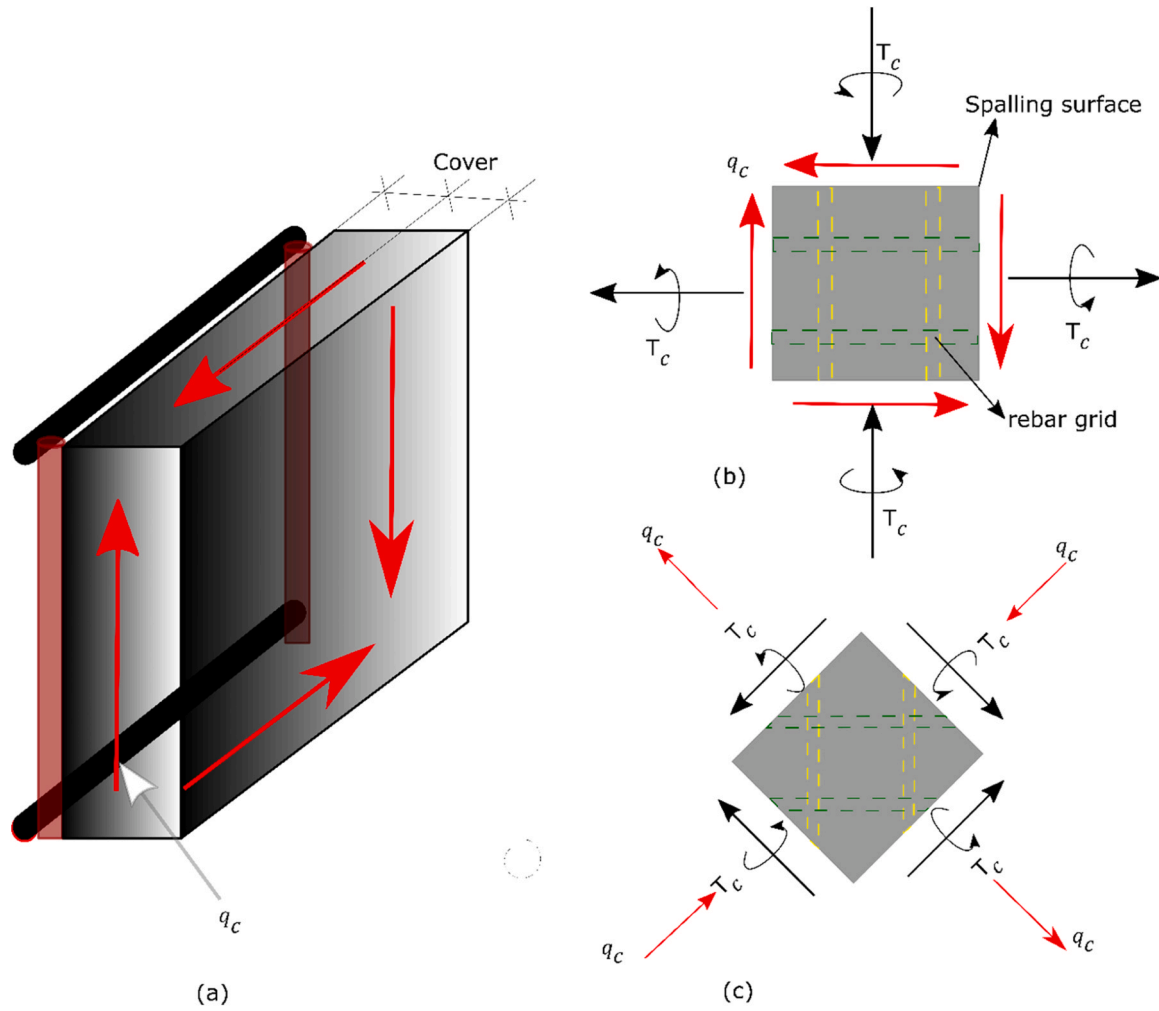 Cover
q_c
(a)
T_c
Spalling surface
q_c
T_c
T_c
rebar grid
(b)
T_c
q_c
q_c
T_c
T_c
T_c
T_c
q_c
q_c
(c)